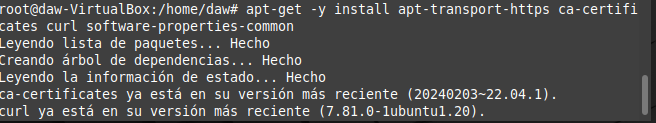 root@daw-VirtualBox:/home/daw# apt-get -y install apt-transport-https ca-certifi
cates curl software-properties-common
Leyendo lista de paquetes... Hecho
Creando árbol de dependencias... Hecho
Leyendo la información de estado... Hecho
ca-certificates ya está en su versión más reciente (20240203~22.04.1).
curl ya está en su versión más reciente (7.81.0-1ubuntu1.20).